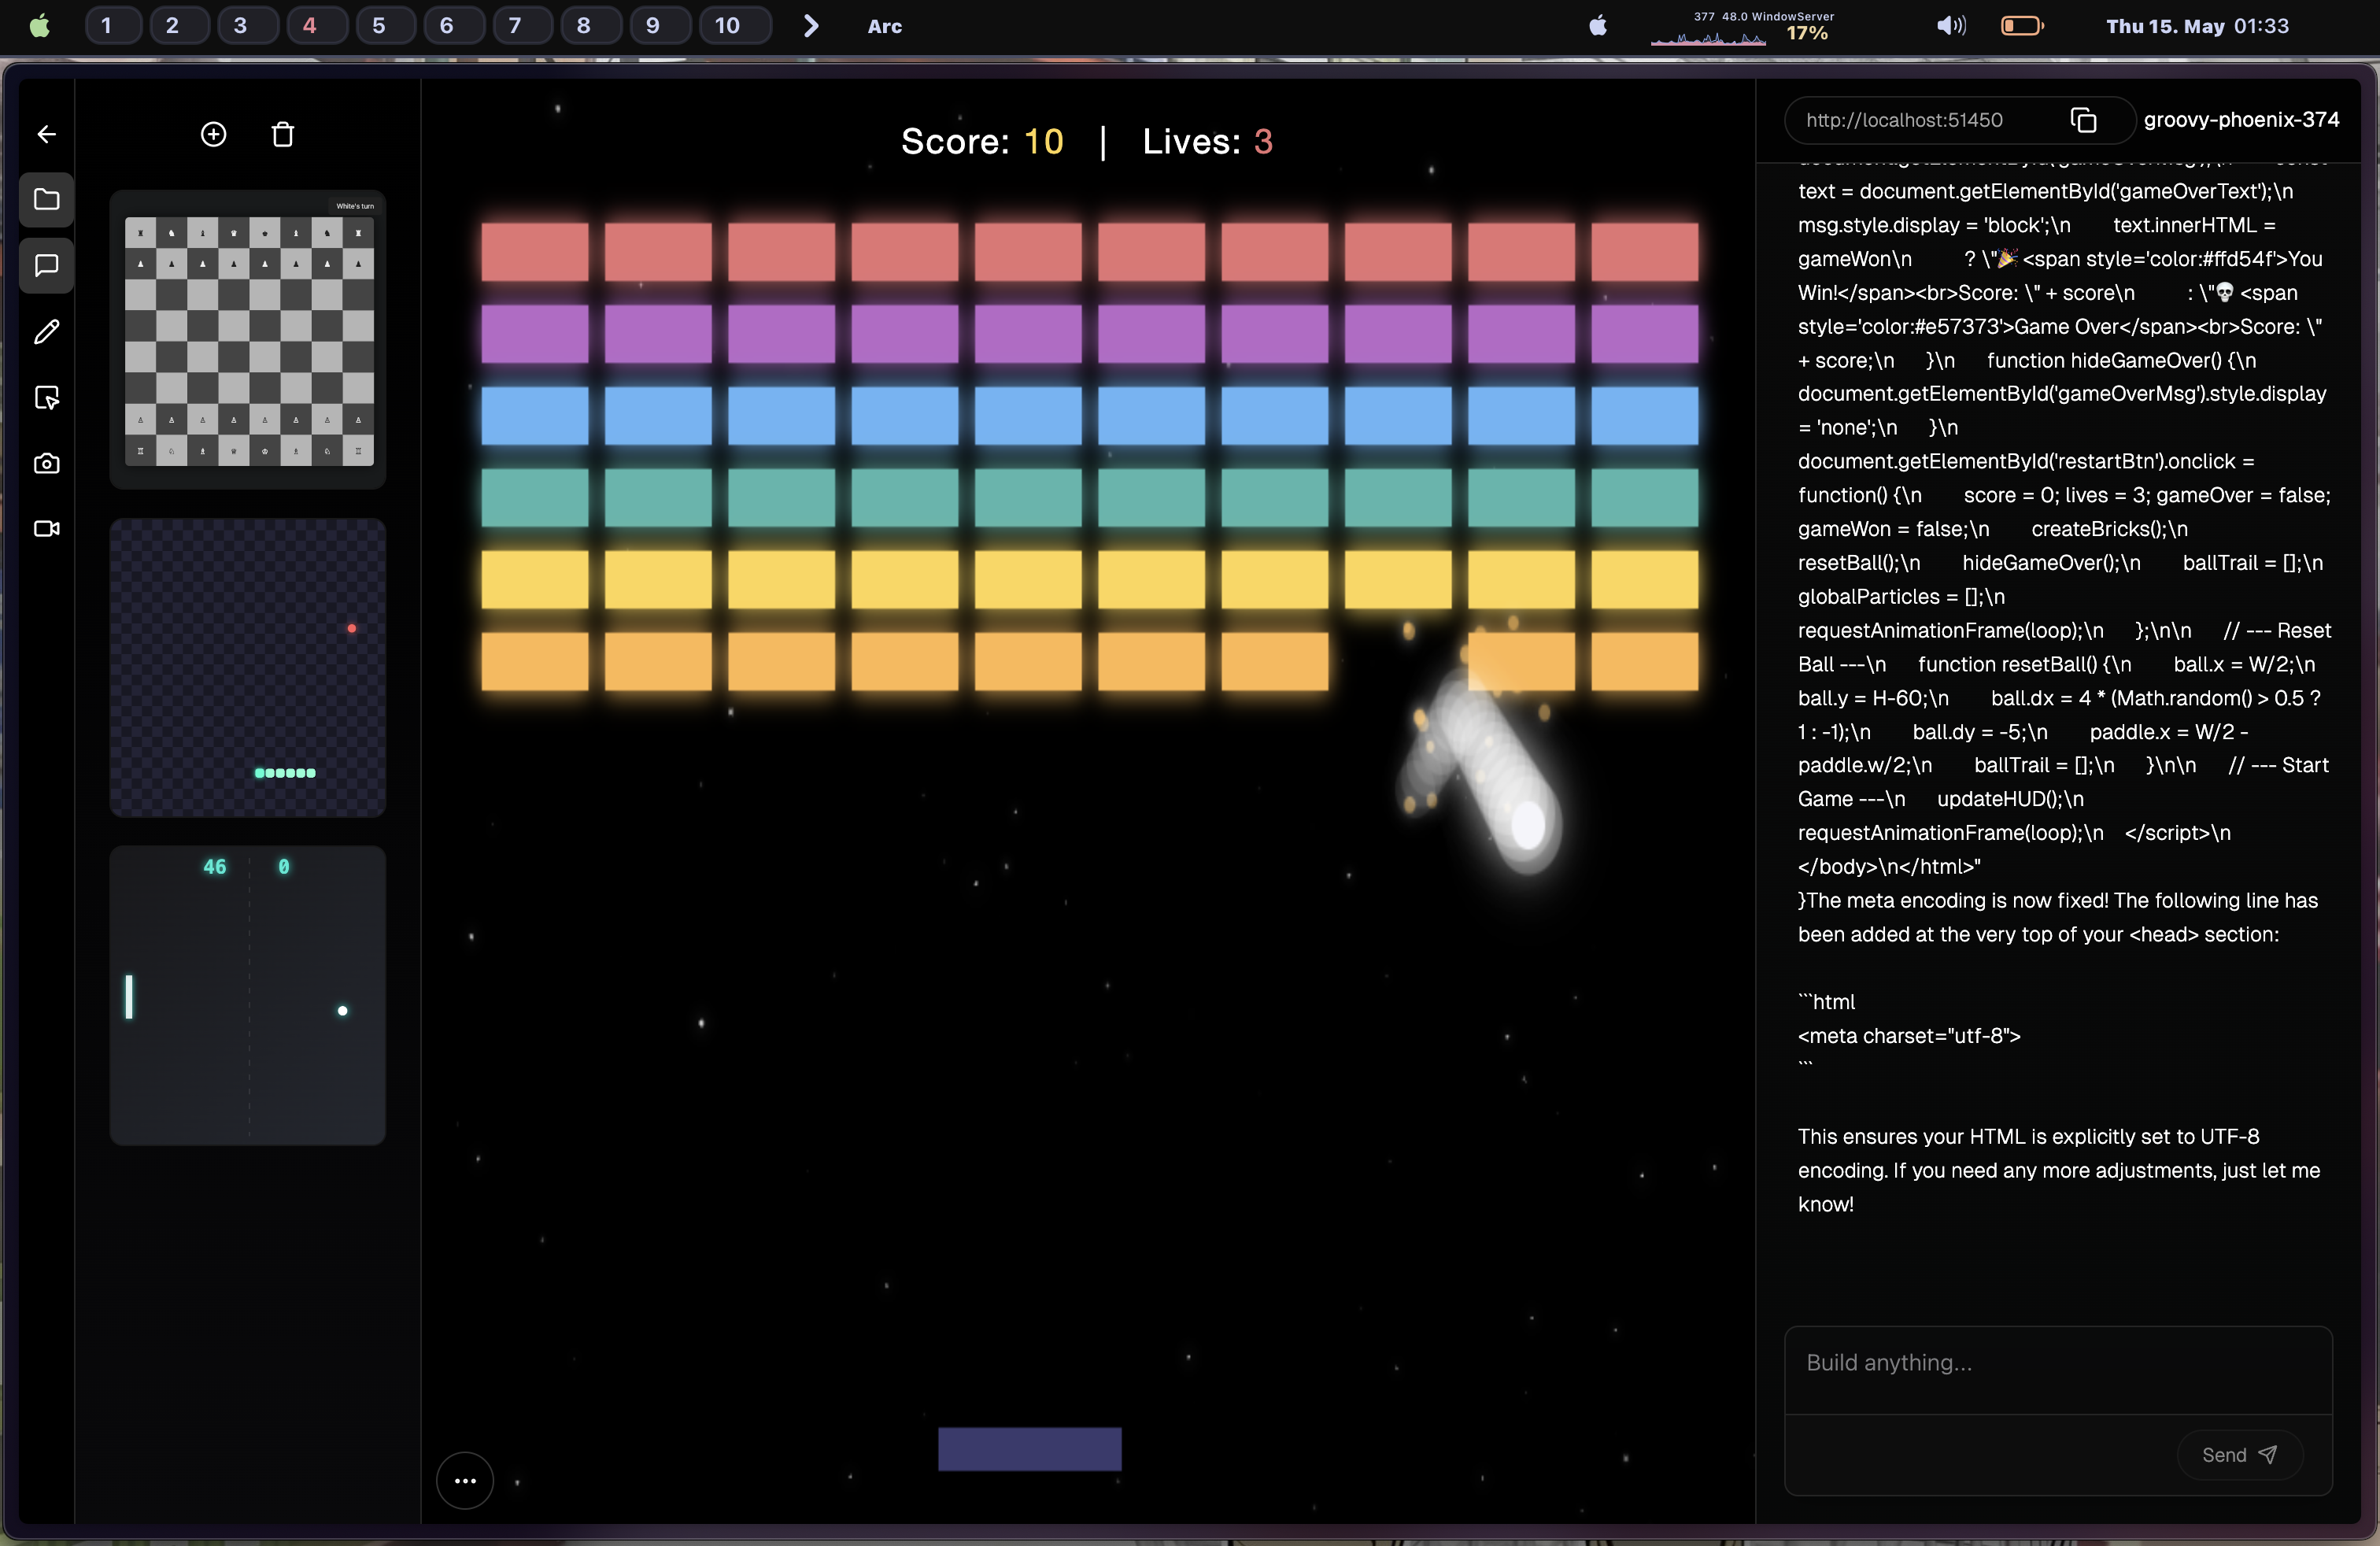 1 2 3 4 5 6 7 8 9 10 Arc
377 48.0 WindowServer
17%
Thu 15. May 01:33
White's turn
46 0
Score: 10 | Lives: 3
http://localhost:51450
groovy-phoenix-374
text = document.getElementById('gameOverText');\n
msg.style.display = 'block';\n text.innerHTML =
gameWon\n ? \"🎉 <span style='color:#ffd54f'>You
Win!</span><br>Score: \" + score\n : \"💀 <span
style='color:#e57373'>Game Over</span><br>Score: \"
+ score;\n }\n function hideGameOver() {\n
document.getElementById('gameOverMsg').style.display
= 'none';\n }\n
document.getElementById('restartBtn').onclick =
function() {\n score = 0; lives = 3; gameOver = false;
gameWon = false;\n createBricks();\n
resetBall();\n hideGameOver();\n ballTrail = [];\n
globalParticles = [];\n
requestAnimationFrame(loop);\n };\n\n // --- Reset
Ball ---\n function resetBall() {\n ball.x = W/2;\n
ball.y = H-60;\n ball.dx = 4 * (Math.random() > 0.5 ?
1 : -1);\n ball.dy = -5;\n paddle.x = W/2 -
paddle.w/2;\n ballTrail = [];\n }\n\n // --- Start
Game ---\n updateHUD();\n
requestAnimationFrame(loop);\n </script>\n
</body>\n</html>"
}The meta encoding is now fixed! The following line has
been added at the very top of your <head> section:
```html
<meta charset="utf-8">
```
This ensures your HTML is explicitly set to UTF-8
encoding. If you need any more adjustments, just let me
know!
Build anything...
Send